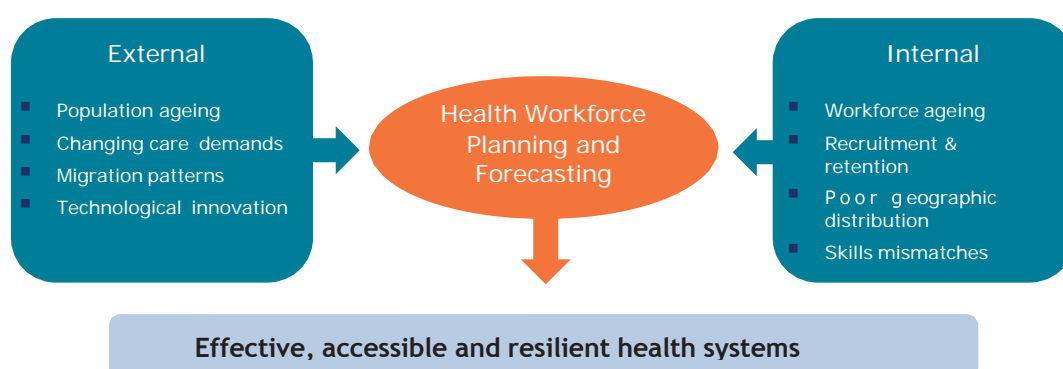 External
Population ageing
Changing care demands
Migration patterns
Technological innovation
Health Workforce
Planning and
Forecasting
Internal
Workforce ageing
Recruitment &
retention
Poor geographic
distribution
Skills mismatches
Effective, accessible and resilient health systems